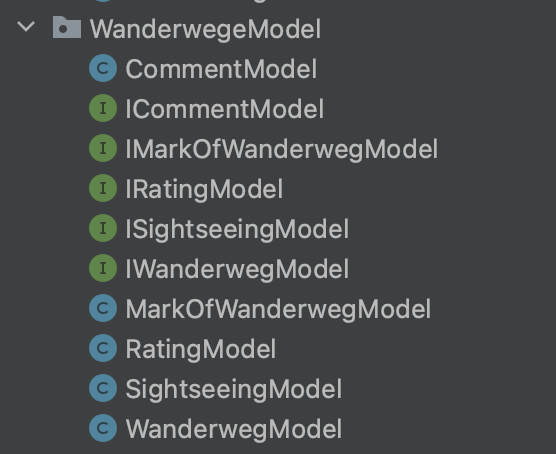 WanderwegeModel
C CommentModel
I ICommentModel
I IMarkOfWanderwegModel
I IRatingModel
I ISightseeingModel
I IWanderwegModel
C MarkOfWanderwegModel
C RatingModel
C SightseeingModel
C WanderwegModel